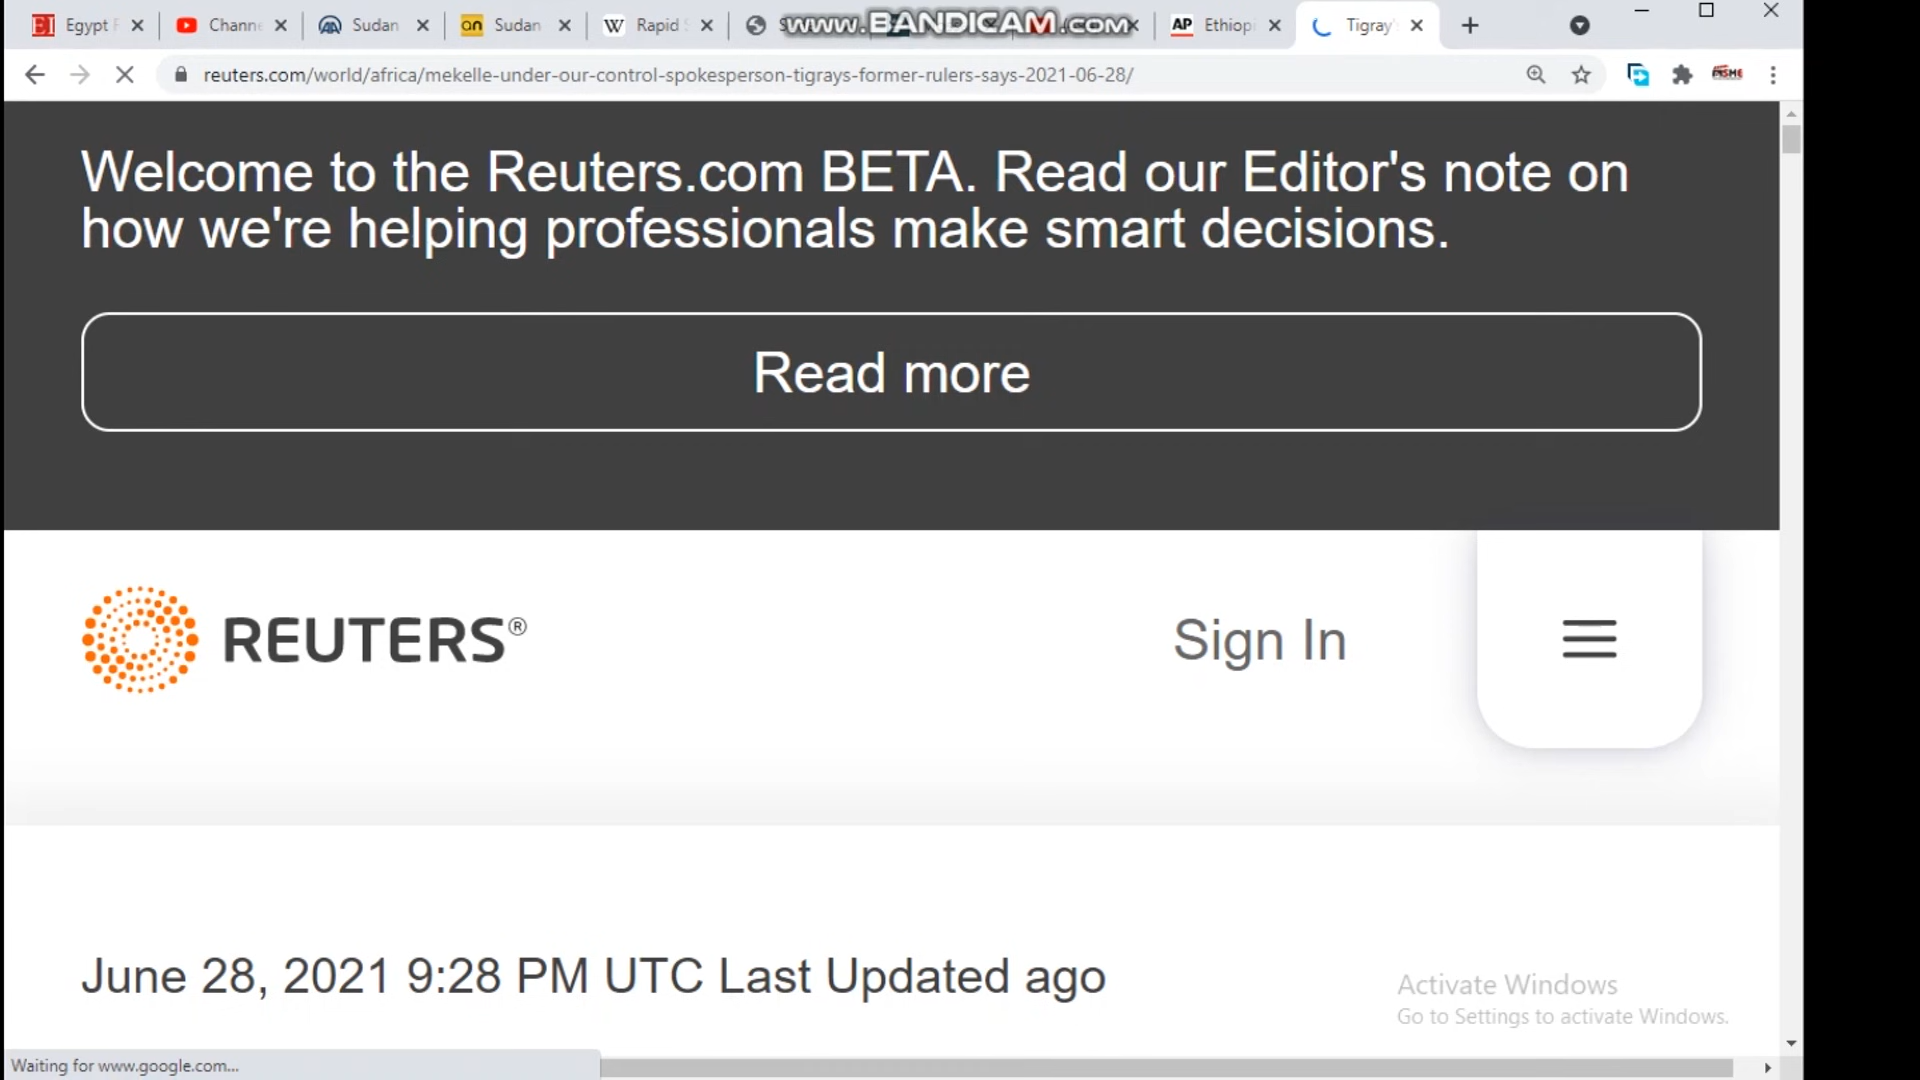 Egypt
Channe
Sudan
Sudan
Rapid
www.BANDICAM.com
Ethiop
Tigray'
reuters.com/world/africa/mekelle-under-our-control-spokesperson-tigrays-former-rulers-says-2021-06-28/
Welcome to the Reuters.com BETA. Read our Editor's note on
how we're helping professionals make smart decisions.
Read more
REUTERS®
Sign In
June 28, 2021 9:28 PM UTC Last Updated ago
Activate Windows
Go to Settings to activate Windows.
Waiting for www.google.com...